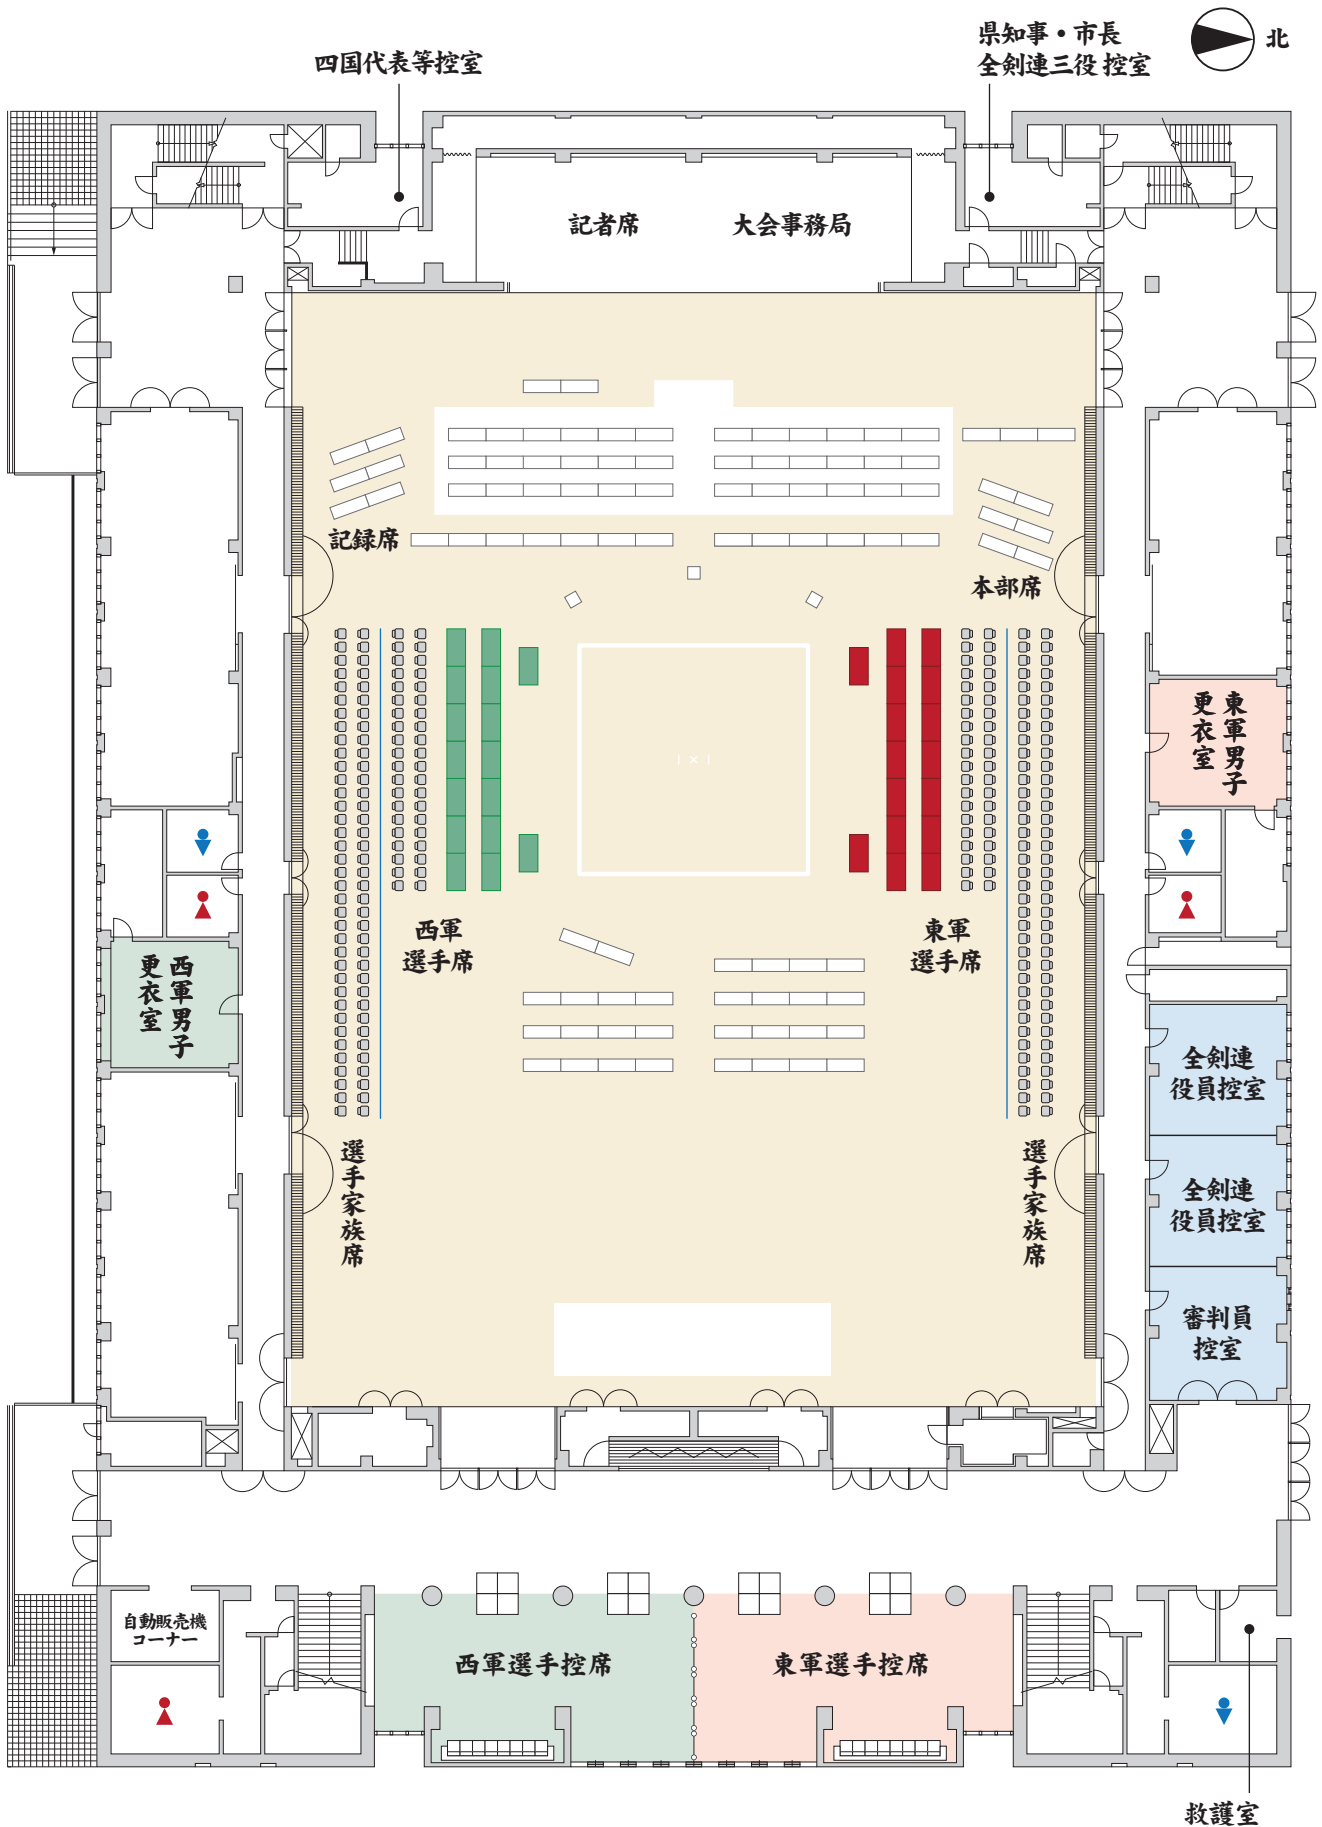 県知事・市長
全剣連三役 控室
北
四国代表等控室
記者席
大会事務局
記録席
本部席
東軍男子
更衣室
西軍
選手席
東軍
選手席
西軍男子
更衣室
全剣連
役員控室
全剣連
役員控室
選手家族席
選手家族席
審判員
控室
自動販売機
コーナー
西軍選手控席
東軍選手控席
救護室